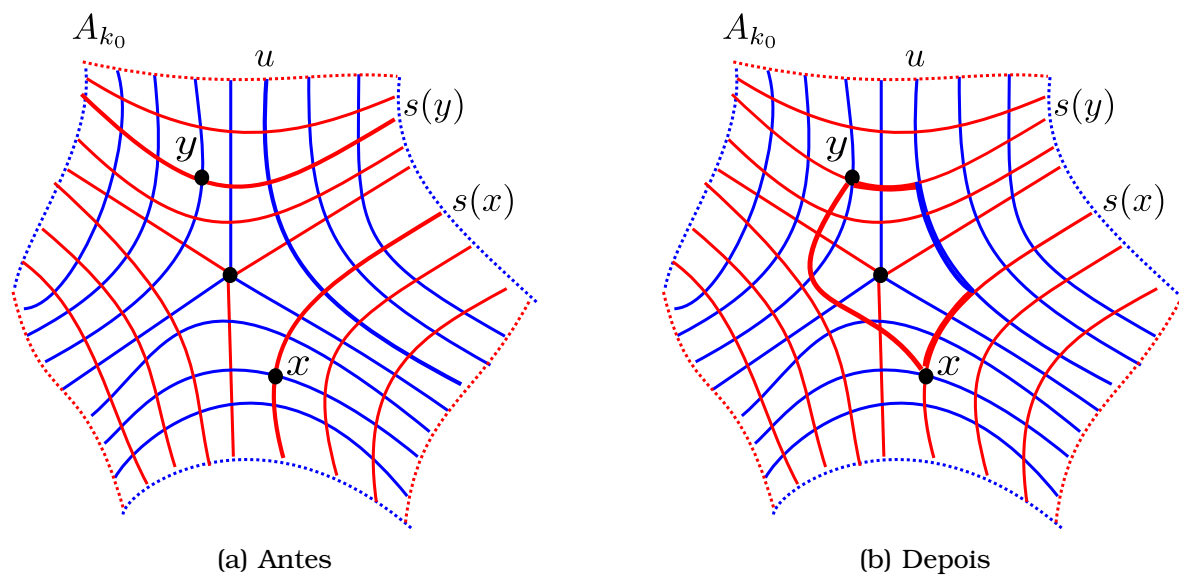 A_{k_0}
u
s(y)
y
s(x)
x
(a) Antes
A_{k_0}
u
s(y)
y
s(x)
x
(b) Depois